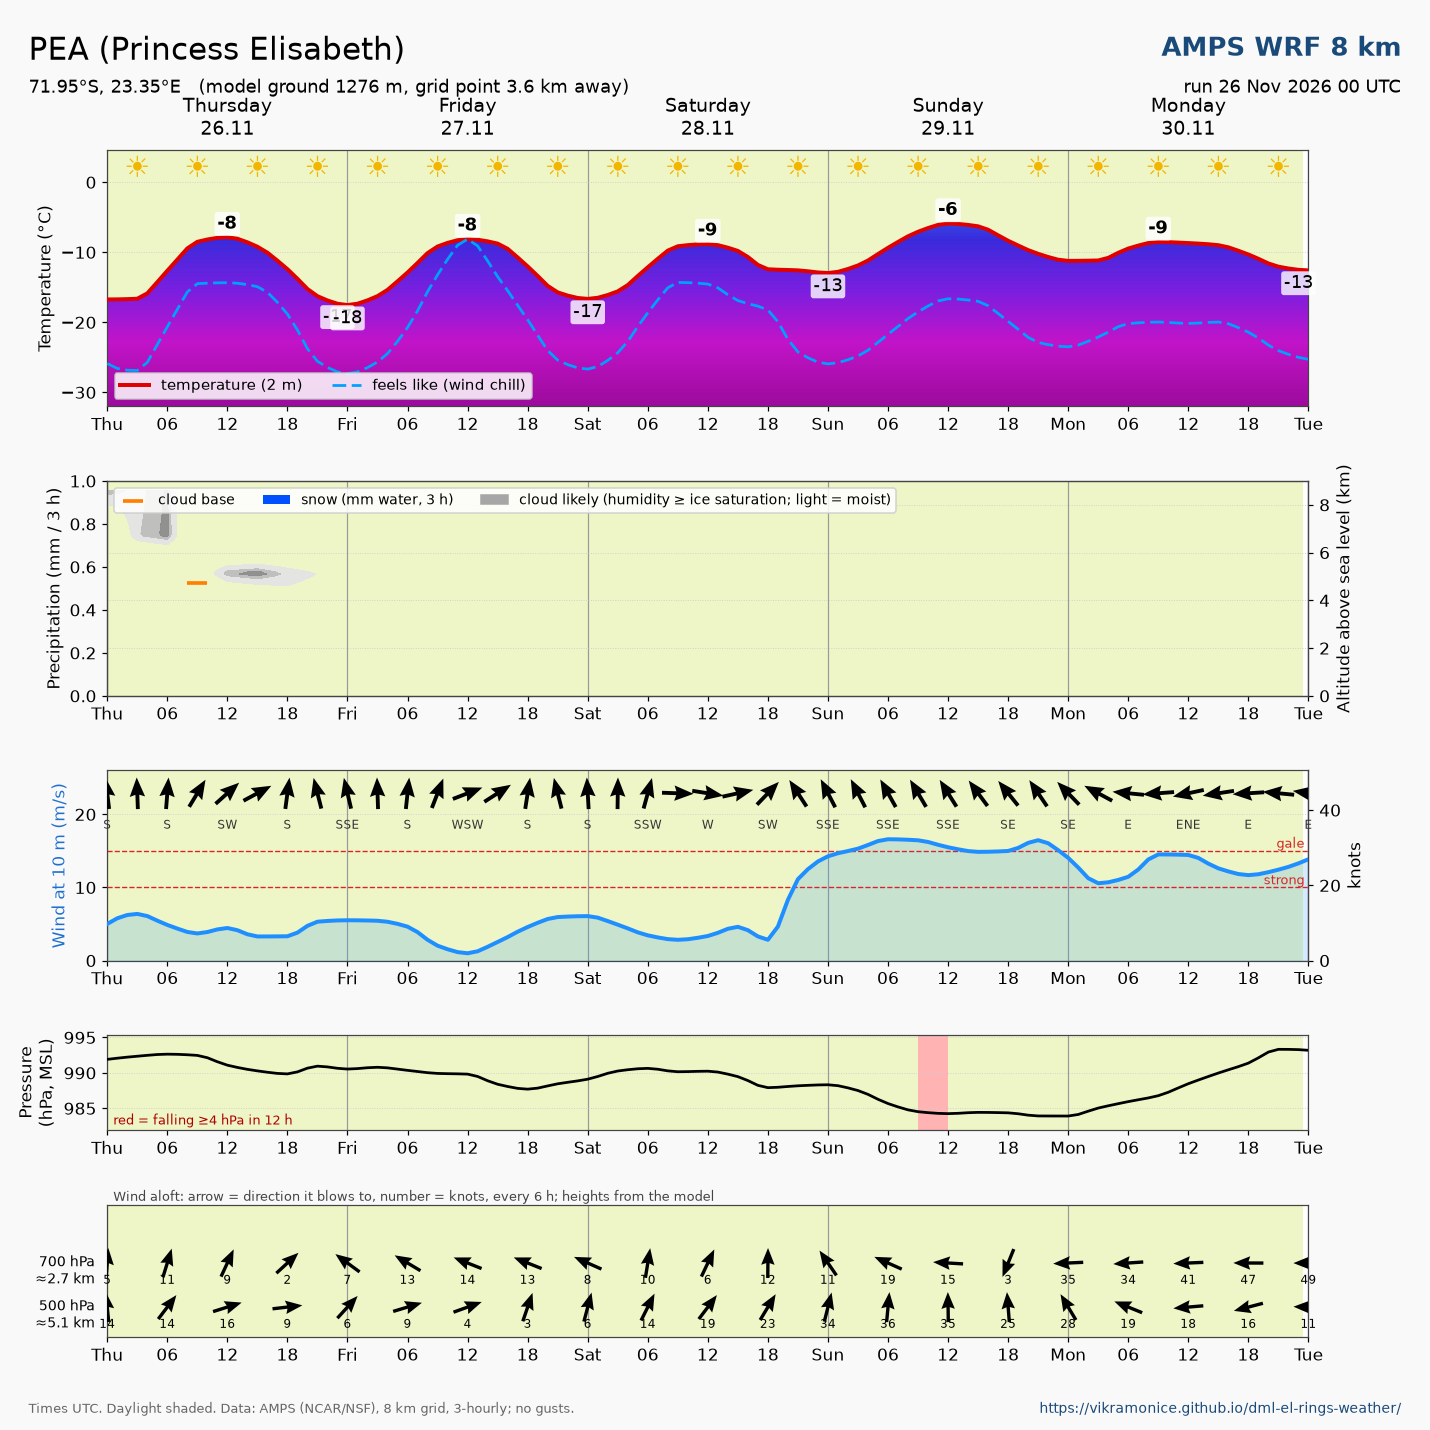 PEA (Princess Elisabeth)
AMPS WRF 8 km
71.95°S, 23.35°E (model ground 1276 m, grid point 3.6 km away)
run 26 Nov 2026 00 UTC
Thursday Friday Saturday Sunday Monday
26.11 27.11 28.11 29.11 30.11
Temperature (°C)
0
−10
−20
−30
-8 -8 -9 -6 -9
-18 -17 -13 -13
temperature (2 m) feels like (wind chill)
Thu 06 12 18 Fri 06 12 18 Sat 06 12 18 Sun 06 12 18 Mon 06 12 18 Tue
Precipitation (mm / 3 h)
1.0
0.8
0.6
0.4
0.2
0.0
cloud base snow (mm water, 3 h) cloud likely (humidity ≥ ice saturation; light = moist)
8
6
4
2
0
Altitude above sea level (km)
Thu 06 12 18 Fri 06 12 18 Sat 06 12 18 Sun 06 12 18 Mon 06 12 18 Tue
Wind at 10 m (m/s)
20
10
0
S S SW S SSE S WSW S S SSW W SW SSE SSE SSE SE SE E ENE E E
gale
strong
40
20
0
knots
Thu 06 12 18 Fri 06 12 18 Sat 06 12 18 Sun 06 12 18 Mon 06 12 18 Tue
Pressure
(hPa, MSL)
995
990
985
red = falling ≥4 hPa in 12 h
Thu 06 12 18 Fri 06 12 18 Sat 06 12 18 Sun 06 12 18 Mon 06 12 18 Tue
Wind aloft: arrow = direction it blows to, number = knots, every 6 h; heights from the model
700 hPa
≈2.7 km 5 11 9 2 7 13 14 13 8 10 6 12 11 19 15 3 35 34 41 47 49
500 hPa
≈5.1 km 14 14 16 9 6 9 4 3 6 14 19 23 34 36 35 25 28 19 18 16 11
Thu 06 12 18 Fri 06 12 18 Sat 06 12 18 Sun 06 12 18 Mon 06 12 18 Tue
Times UTC. Daylight shaded. Data: AMPS (NCAR/NSF), 8 km grid, 3-hourly; no gusts.
https://vikramonice.github.io/dml-el-rings-weather/